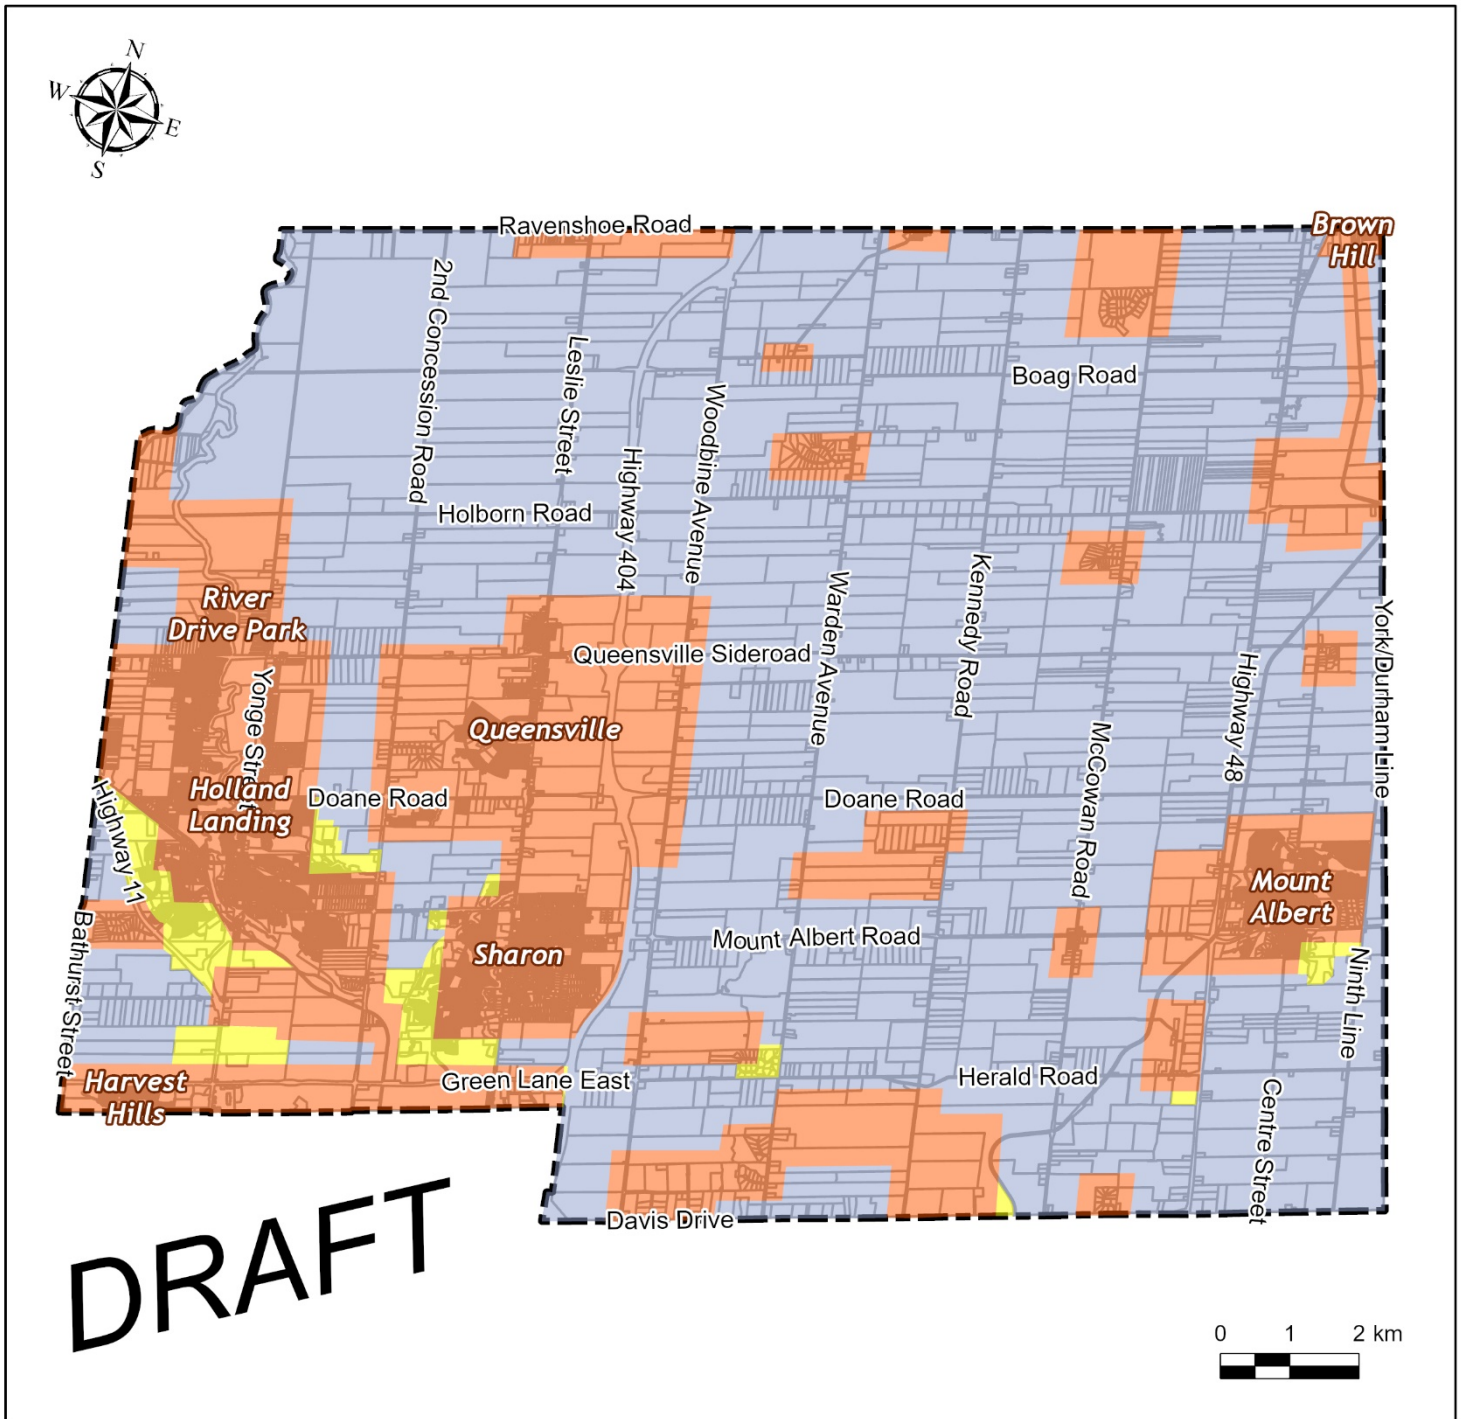 N
W
E
S
Ravenshoe Road
Brown
Hill
2nd Concession Road
Leslie Street
Boag Road
Woodbine Avenue
Highway 404
Holborn Road
Warden Avenue
Kennedy Road
River
Drive Park
York/Durham Line
Queensville Sideroad
Yonge Street
Highway 48
Queensville
McCowan Road
Holland
Landing
Highway 11
Doane Road
Doane Road
Mount
Albert
Bathurst Street
Mount Albert Road
Sharon
Ninth Line
Harvest
Hills
Green Lane East
Herald Road
Centre Street
Davis Drive
DRAFT
0 1 2 km